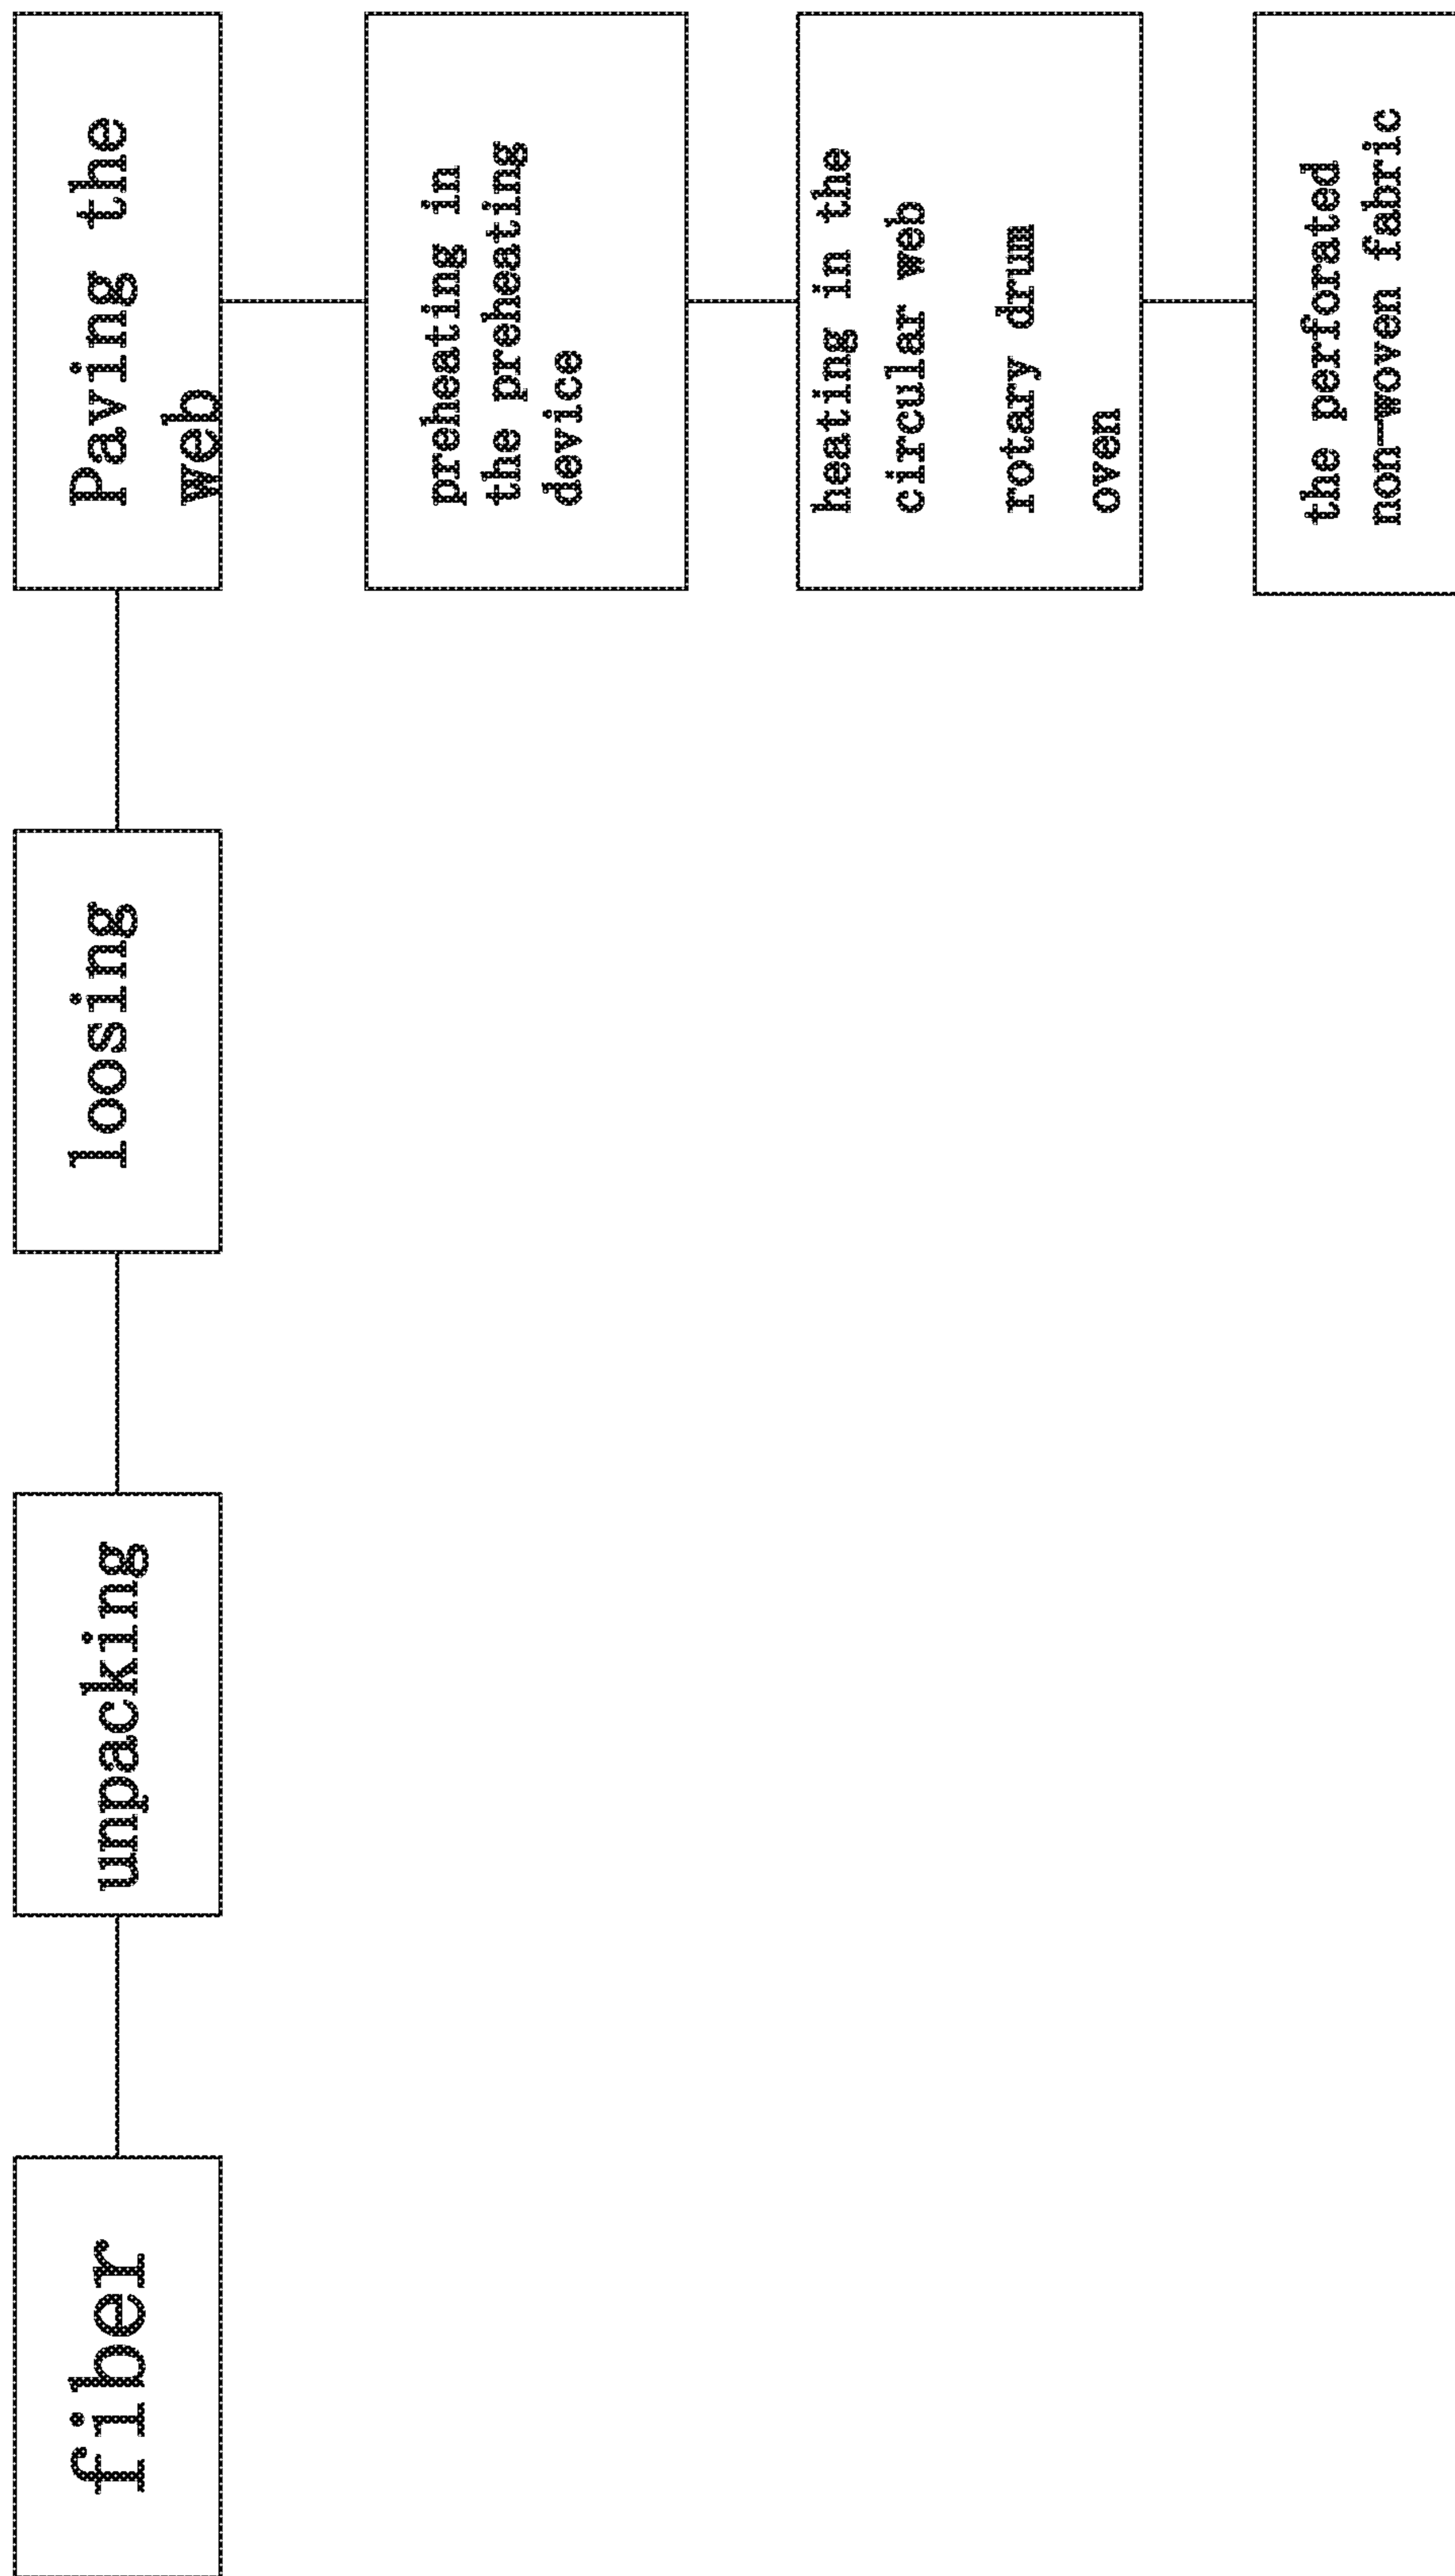 fiber
unpacking
loosing
Paving the
web
preheating in
the preheating
device
heating in the
circular web
rotary drum
oven
the perforated
non-woven fabric